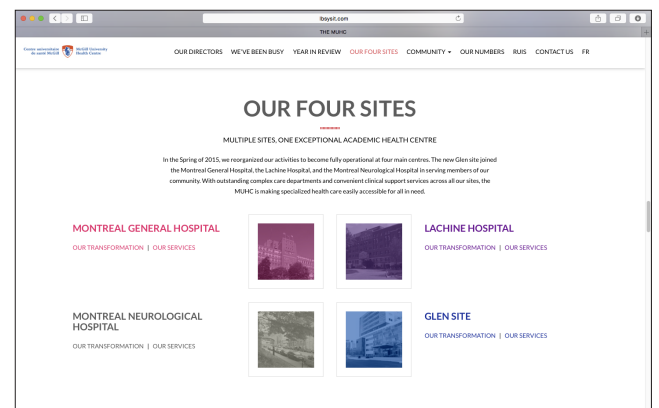 lbsysit.com
THE MUHC
Centre universitaire de santé McGill
McGill University Health Centre
OUR DIRECTORS WE'VE BEEN BUSY YEAR IN REVIEW OUR FOUR SITES COMMUNITY OUR NUMBERS RUIS CONTACT US FR
OUR FOUR SITES
MULTIPLE SITES, ONE EXCEPTIONAL ACADEMIC HEALTH CENTRE
In the Spring of 2015, we reorganized our activities to become fully operational at four main centres. The new Glen site joined
the Montreal General Hospital, the Lachine Hospital, and the Montreal Neurological Hospital in serving members of our
community. With outstanding complex care departments and convenient clinical support services across all our sites, the
MUHC is making specialized health care easily accessible for all in need.
MONTREAL GENERAL HOSPITAL
OUR TRANSFORMATION | OUR SERVICES
LACHINE HOSPITAL
OUR TRANSFORMATION | OUR SERVICES
MONTREAL NEUROLOGICAL
HOSPITAL
OUR TRANSFORMATION | OUR SERVICES
GLEN SITE
OUR TRANSFORMATION | OUR SERVICES